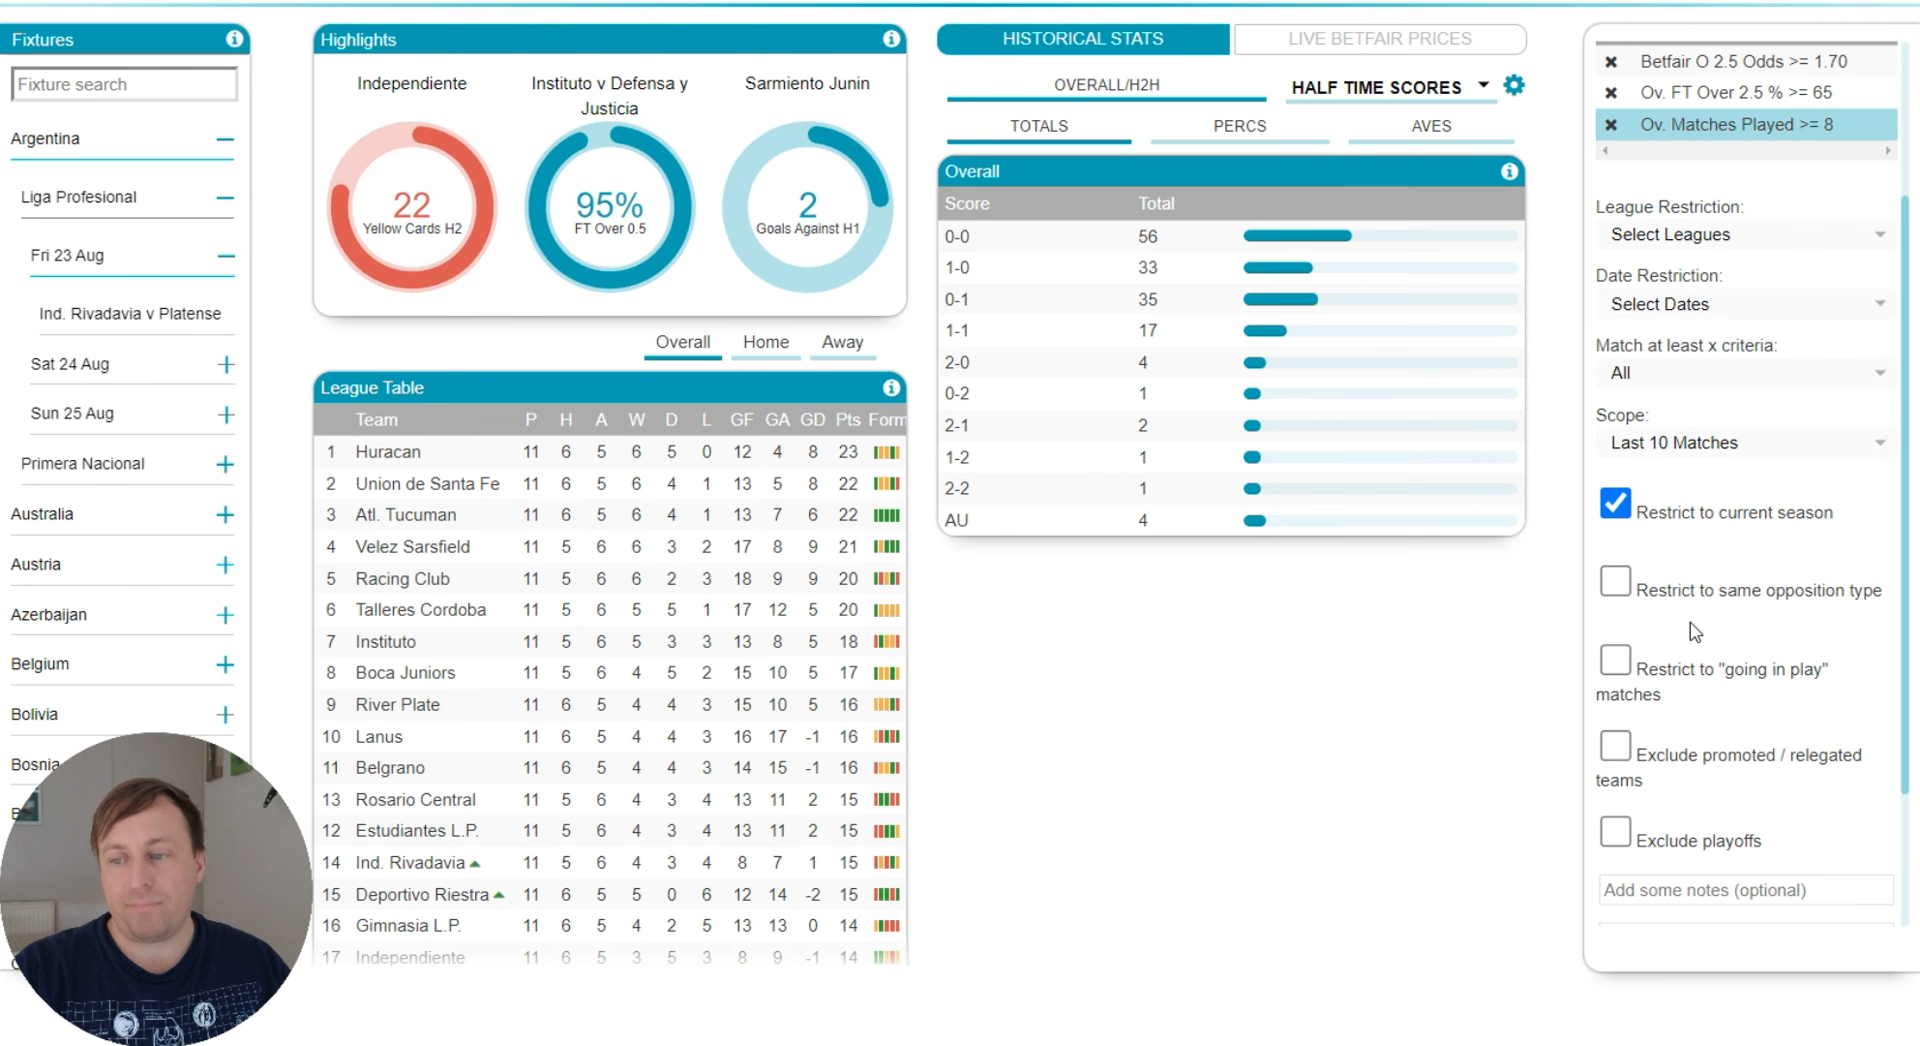 Fixtures
Fixture search
Argentina
Liga Profesional
Fri 23 Aug
Ind. Rivadavia v Platense
Sat 24 Aug
Sun 25 Aug
Primera Nacional
Australia
Austria
Azerbaijan
Belgium
Bolivia
Bosnia
Highlights
Independiente
22
Yellow Cards H2
Instituto v Defensa y
Justicia
95%
FT Over 0.5
Sarmiento Junin
2
Goals Against H1
Overall Home Away
League Table
Team P H A W D L GF GA GD Pts Form
1 Huracan 11 6 5 6 5 0 12 4 8 23
2 Union de Santa Fe 11 6 5 6 4 1 13 5 8 22
3 Atl. Tucuman 11 6 5 6 4 1 13 7 6 22
4 Velez Sarsfield 11 5 6 6 3 2 17 8 9 21
5 Racing Club 11 5 6 6 2 3 18 9 9 20
6 Talleres Cordoba 11 5 6 5 5 1 17 12 5 20
7 Instituto 11 5 6 5 3 3 13 8 5 18
8 Boca Juniors 11 5 6 4 5 2 15 10 5 17
9 River Plate 11 6 5 4 4 3 15 10 5 16
10 Lanus 11 6 5 4 4 3 16 17 -1 16
11 Belgrano 11 6 5 4 4 3 14 15 -1 16
13 Rosario Central 11 5 6 4 3 4 13 11 2 15
12 Estudiantes L.P. 11 5 6 4 3 4 13 11 2 15
14 Ind. Rivadavia 11 5 6 4 3 4 8 7 1 15
15 Deportivo Riestra 11 6 5 5 0 6 12 14 -2 15
16 Gimnasia L.P. 11 6 5 4 2 5 13 13 0 14
17 Independiente 11 6 5 3 5 3 8 9 -1 14
HISTORICAL STATS
LIVE BETFAIR PRICES
OVERALL/H2H
HALF TIME SCORES
TOTALS PERCS AVES
Overall
Score Total
0-0 56
1-0 33
0-1 35
1-1 17
2-0 4
0-2 1
2-1 2
1-2 1
2-2 1
AU 4
Betfair O 2.5 Odds >= 1.70
Ov. FT Over 2.5 % >= 65
Ov. Matches Played >= 8
League Restriction:
Select Leagues
Date Restriction:
Select Dates
Match at least x criteria:
All
Scope:
Last 10 Matches
Restrict to current season
Restrict to same opposition type
Restrict to "going in play"
matches
Exclude promoted / relegated
teams
Exclude playoffs
Add some notes (optional)